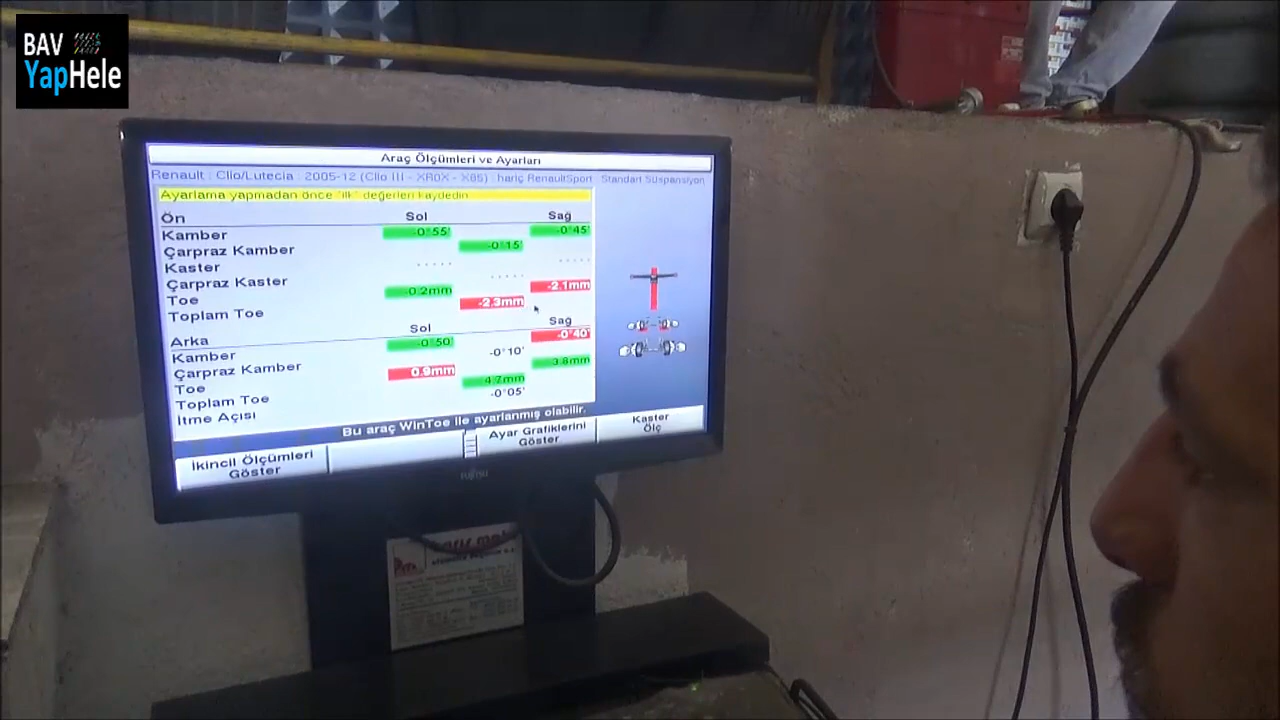 BAV
YapHele
Araç Ölçümleri ve Ayarları
Renault : Clio/Lutecia : 2005-12 (Clio III - XR0X - X85) : hariç RenaultSport : Standart Süspansiyon
Ayarlama yapmadan önce "ilk" değerleri kaydedin.
Ön Sol Sağ
Kamber -0°55' -0°45'
Çarpraz Kamber -0°15'
Kaster ..... .....
Çarpraz Kaster .....
Toe -0.2mm -2.1mm
Toplam Toe -2.3mm
Arka Sol Sağ
Kamber -0°50' -0°40'
Çarpraz Kamber -0°10'
Toe 0.9mm 3.8mm
Toplam Toe 4.7mm
İtme Açısı -0°05'
Bu araç WinToe ile ayarlanmış olabilir.
İkincil Ölçümleri
Göster
Ayar Grafiklerini
Göster
Kaster
Ölç
FUJITSU